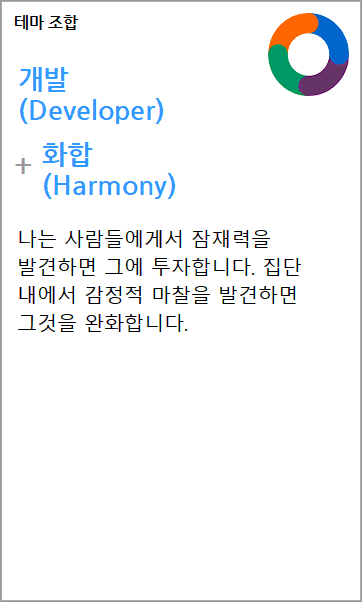 테마 조합
개발
(Developer)
+ 화합
(Harmony)
나는 사람들에게서 잠재력을
발견하면 그에 투자합니다. 집단
내에서 감정적 마찰을 발견하면
그것을 완화합니다.